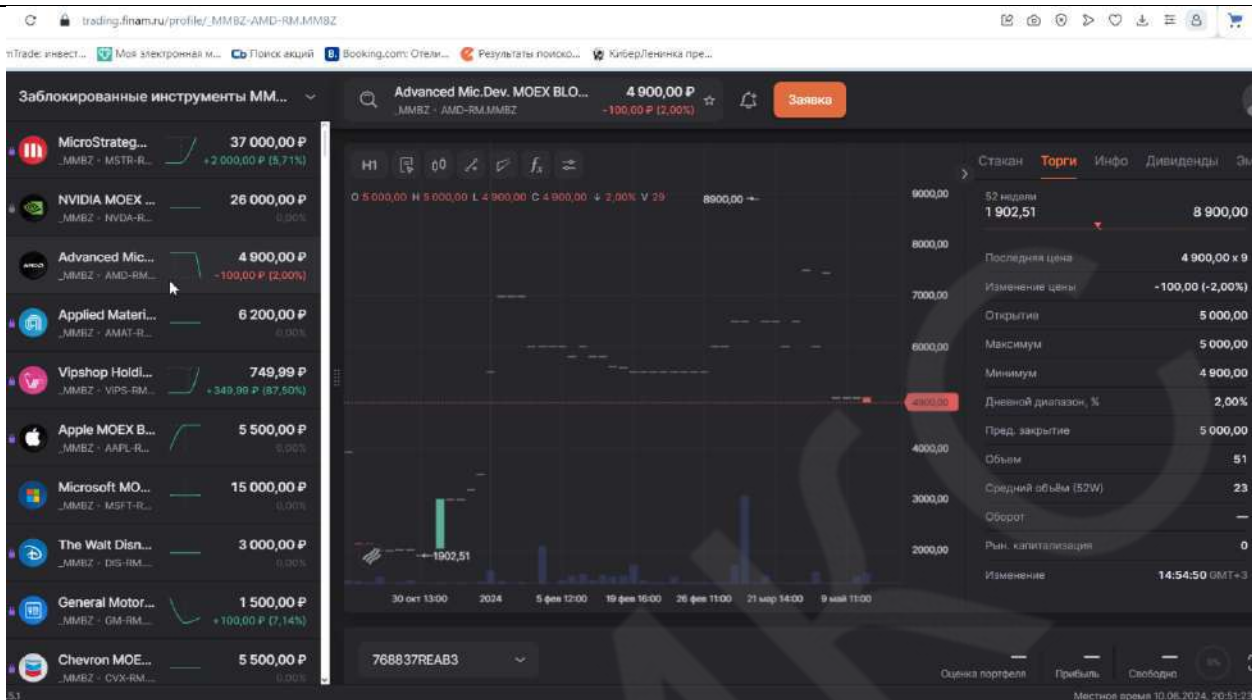 trading.finam.ru/profile/_MMBZ-AMD-RM.MMBZ
mTrade: инвест...
Моя электронная м...
Поиск акций
Booking.com: Отели...
Результаты поиско...
КиберЛенинка пре...
Заблокированные инструменты ММ...
Advanced Mic.Dev. MOEX BLO...
4 900,00 ₽
_MMBZ - AMD-RM.MMBZ
-100,00 ₽ (2,00%)
Заявка
MicroStrateg...
37 000,00 ₽
_MMBZ - MSTR-R...
+2 000,00 ₽ (5,71%)
NVIDIA MOEX ...
26 000,00 ₽
_MMBZ - NVDA-R...
0,00%
Advanced Mic...
4 900,00 ₽
_MMBZ - AMD-RM...
-100,00 ₽ (2,00%)
Applied Materi...
6 200,00 ₽
_MMBZ - AMAT-R...
0,00%
Vipshop Holdi...
749,99 ₽
_MMBZ - VIPS-RM...
+349,99 ₽ (87,50%)
Apple MOEX B...
5 500,00 ₽
_MMBZ - AAPL-R...
0,00%
Microsoft MO...
15 000,00 ₽
_MMBZ - MSFT-R...
0,00%
The Walt Disn...
3 000,00 ₽
_MMBZ - DIS-RM...
0,00%
General Motor...
1 500,00 ₽
_MMBZ - GM-RM...
+100,00 ₽ (7,14%)
Chevron MOE...
5 500,00 ₽
_MMBZ - CVX-RM...
0,00%
H1
O 5 000,00 H 5 000,00 L 4 900,00 C 4 900,00 ↓ 2,00% V 29
8900,00
9000,00
8000,00
7000,00
6000,00
4900,00
4000,00
3000,00
2000,00
1902,51
30 окт 13:00
2024
5 фев 12:00
19 фев 16:00
26 фев 11:00
21 мар 14:00
9 май 11:00
Стакан Торги Инфо Дивиденды Эм
52 недели
1 902,51
8 900,00
Последняя цена
4 900,00 x 9
Изменение цены
-100,00 (-2,00%)
Открытие
5 000,00
Максимум
5 000,00
Минимум
4 900,00
Дневной диапазон, %
2,00%
Пред. закрытие
5 000,00
Объем
51
Средний объём (52W)
23
Оборот
—
Рын. капитализация
0
Изменение
14:54:50 GMT+3
768837REAB3
Оценка портфеля
Прибыль
Свободно
Местное время 10.06.2024, 20:51:23